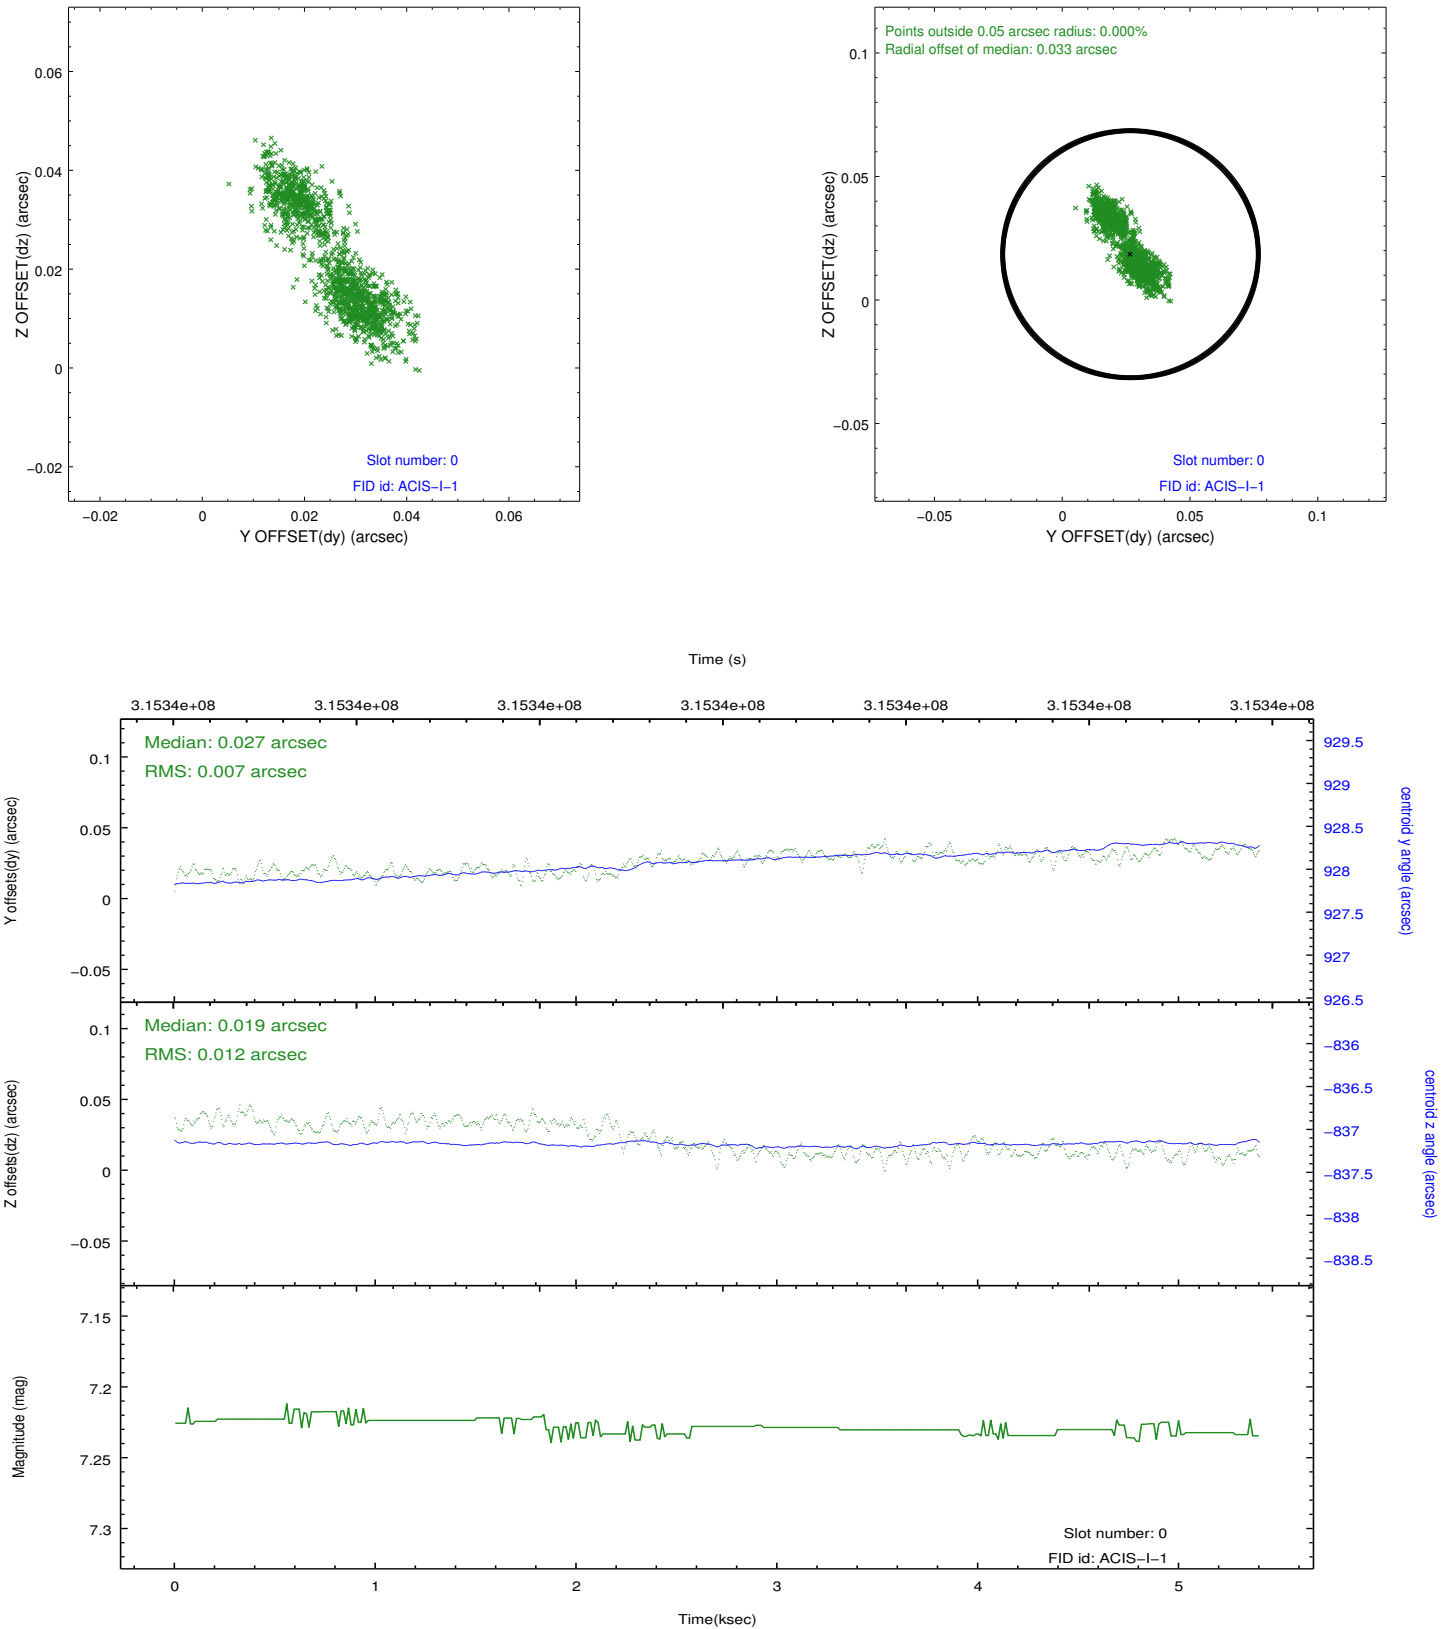 0.06
0.04
0.02
0
−0.02
Z OFFSET(dz) (arcsec)
−0.02 0 0.02 0.04 0.06
Y OFFSET(dy) (arcsec)
Slot number: 0
FID id: ACIS−I−1
Points outside 0.05 arcsec radius: 0.000%
Radial offset of median: 0.033 arcsec
0.1
0.05
0
−0.05
Z OFFSET(dz) (arcsec)
−0.05 0 0.05 0.1
Y OFFSET(dy) (arcsec)
Slot number: 0
FID id: ACIS−I−1
Time (s)
3.1534e+08 3.1534e+08 3.1534e+08 3.1534e+08 3.1534e+08 3.1534e+08 3.1534e+08
Median: 0.027 arcsec
RMS: 0.007 arcsec
0.1
0.05
0
−0.05
Y offsets(dy) (arcsec)
929.5
929
928.5
928
927.5
927
926.5
centroid y angle (arcsec)
Median: 0.019 arcsec
RMS: 0.012 arcsec
0.1
0.05
0
−0.05
Z offsets(dz) (arcsec)
−836
−836.5
−837
−837.5
−838
−838.5
centroid z angle (arcsec)
7.15
7.2
7.25
7.3
Magnitude (mag)
Slot number: 0
FID id: ACIS−I−1
0 1 2 3 4 5
Time(ksec)